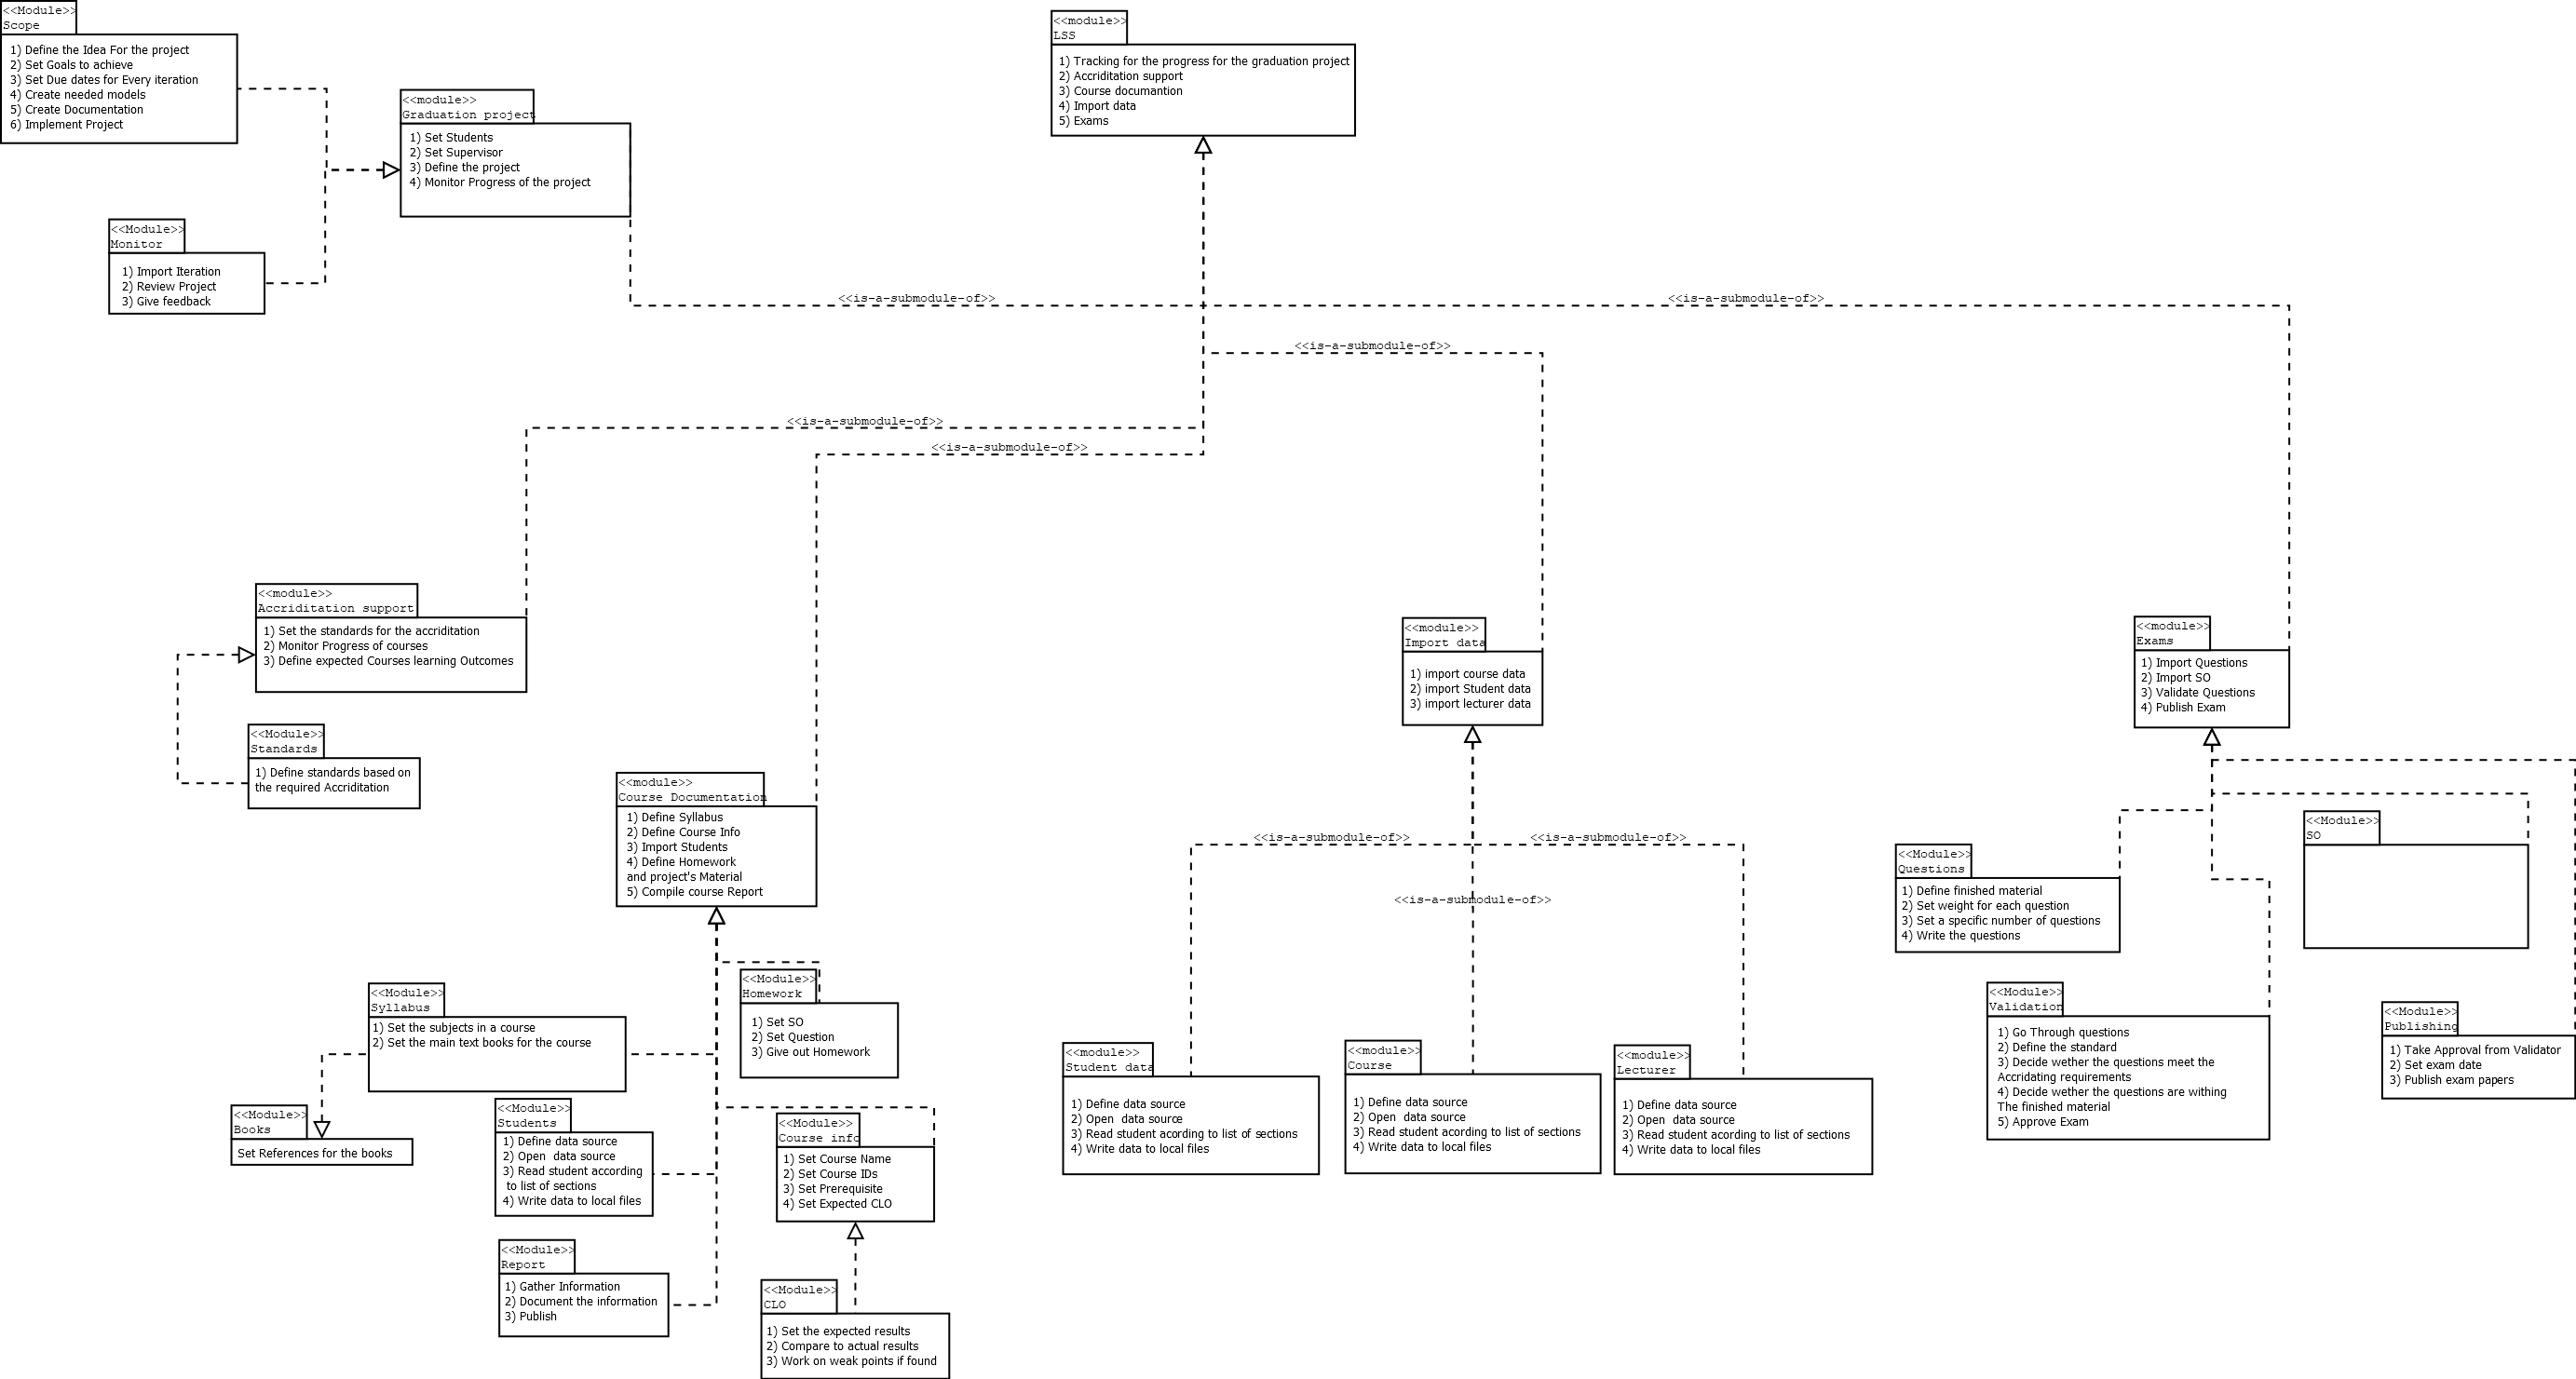 <<Module>>
Scope
1) Define the Idea For the project
2) Set Goals to achieve
3) Set Due dates for Every iteration
4) Create needed models
5) Create Documentation
6) Implement Project
<<module>>
LSS
1) Tracking for the progress for the graduation project
2) Accriditation support
3) Course documantion
4) Import data
5) Exams
<<module>>
Graduation project
1) Set Students
2) Set Supervisor
3) Define the project
4) Monitor Progress of the project
<<Module>>
Monitor
1) Import Iteration
2) Review Project
3) Give feedback
<<is-a-submodule-of>>
<<is-a-submodule-of>>
<<is-a-submodule-of>>
<<is-a-submodule-of>>
<<is-a-submodule-of>>
<<module>>
Accriditation support
1) Set the standards for the accriditation
2) Monitor Progress of courses
3) Define expected Courses learning Outcomes
<<Module>>
Standards
1) Define standards based on
the required Accriditation
<<module>>
Import data
1) import course data
2) import Student data
3) import lecturer data
<<module>>
Exams
1) Import Questions
2) Import SO
3) Validate Questions
4) Publish Exam
<<module>>
Course Documentation
1) Define Syllabus
2) Define Course Info
3) Import Students
4) Define Homework
and project's Material
5) Compile course Report
<<is-a-submodule-of>>
<<is-a-submodule-of>>
<<is-a-submodule-of>>
<<Module>>
SO
<<Module>>
Questions
1) Define finished material
2) Set weight for each question
3) Set a specific number of questions
4) Write the questions
<<Module>>
Homework
1) Set SO
2) Set Question
3) Give out Homework
<<Module>>
Syllabus
1) Set the subjects in a course
2) Set the main text books for the course
<<Module>>
Validation
1) Go Through questions
2) Define the standard
3) Decide wether the questions meet the
Accridating requirements
4) Decide wether the questions are withing
The finished material
5) Approve Exam
<<Module>>
Publishing
1) Take Approval from Validator
2) Set exam date
3) Publish exam papers
<<module>>
Student data
1) Define data source
2) Open  data source
3) Read student acording to list of sections
4) Write data to local files
<<module>>
Course
1) Define data source
2) Open  data source
3) Read student acording to list of sections
4) Write data to local files
<<module>>
Lecturer
1) Define data source
2) Open  data source
3) Read student acording to list of sections
4) Write data to local files
<<Module>>
Books
Set References for the books
<<Module>>
Students
1) Define data source
2) Open  data source
3) Read student according
to list of sections
4) Write data to local files
<<Module>>
Course info
1) Set Course Name
2) Set Course IDs
3) Set Prerequisite
4) Set Expected CLO
<<Module>>
Report
1) Gather Information
2) Document the information
3) Publish
<<Module>>
CLO
1) Set the expected results
2) Compare to actual results
3) Work on weak points if found